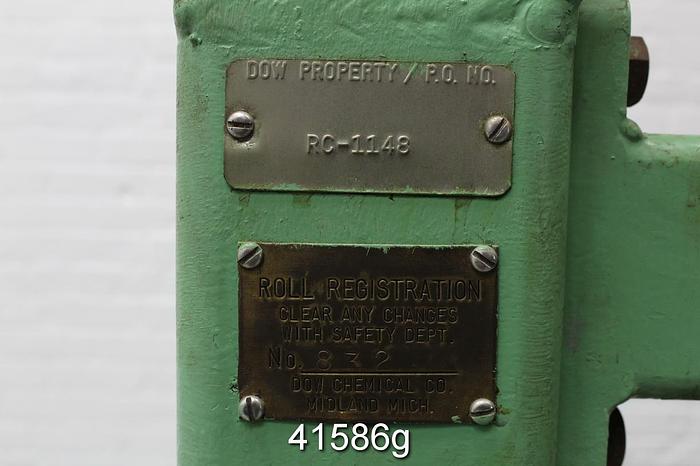 DOW PROPERTY / P.O. NO.
RC-1148
ROLL REGISTRATION
CLEAR ANY CHANGES
WITH SAFETY DEPT.
No. 832
DOW CHEMICAL CO.
MIDLAND MICH.
41586g